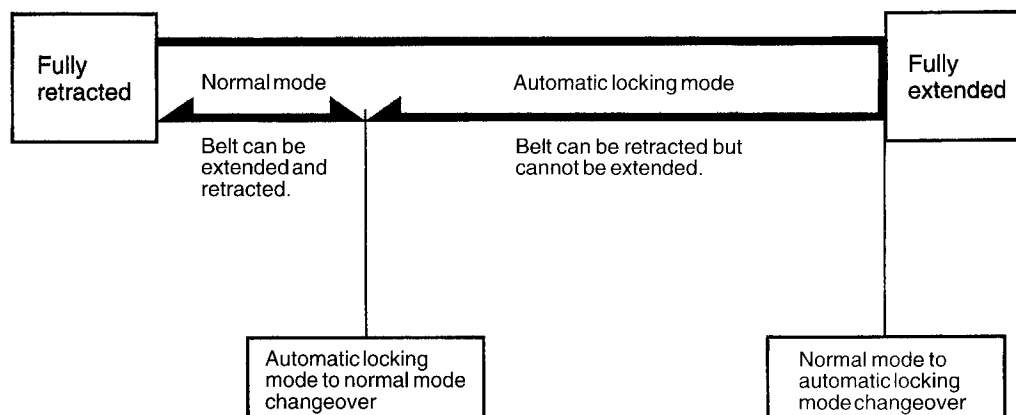 Fully
retracted
Normal mode
Automatic locking mode
Fully
extended
Belt can be
extended and
retracted.
Belt can be retracted but
cannot be extended.
Automatic locking
mode to normal mode
changeover
Normal mode to
automatic locking
mode changeover